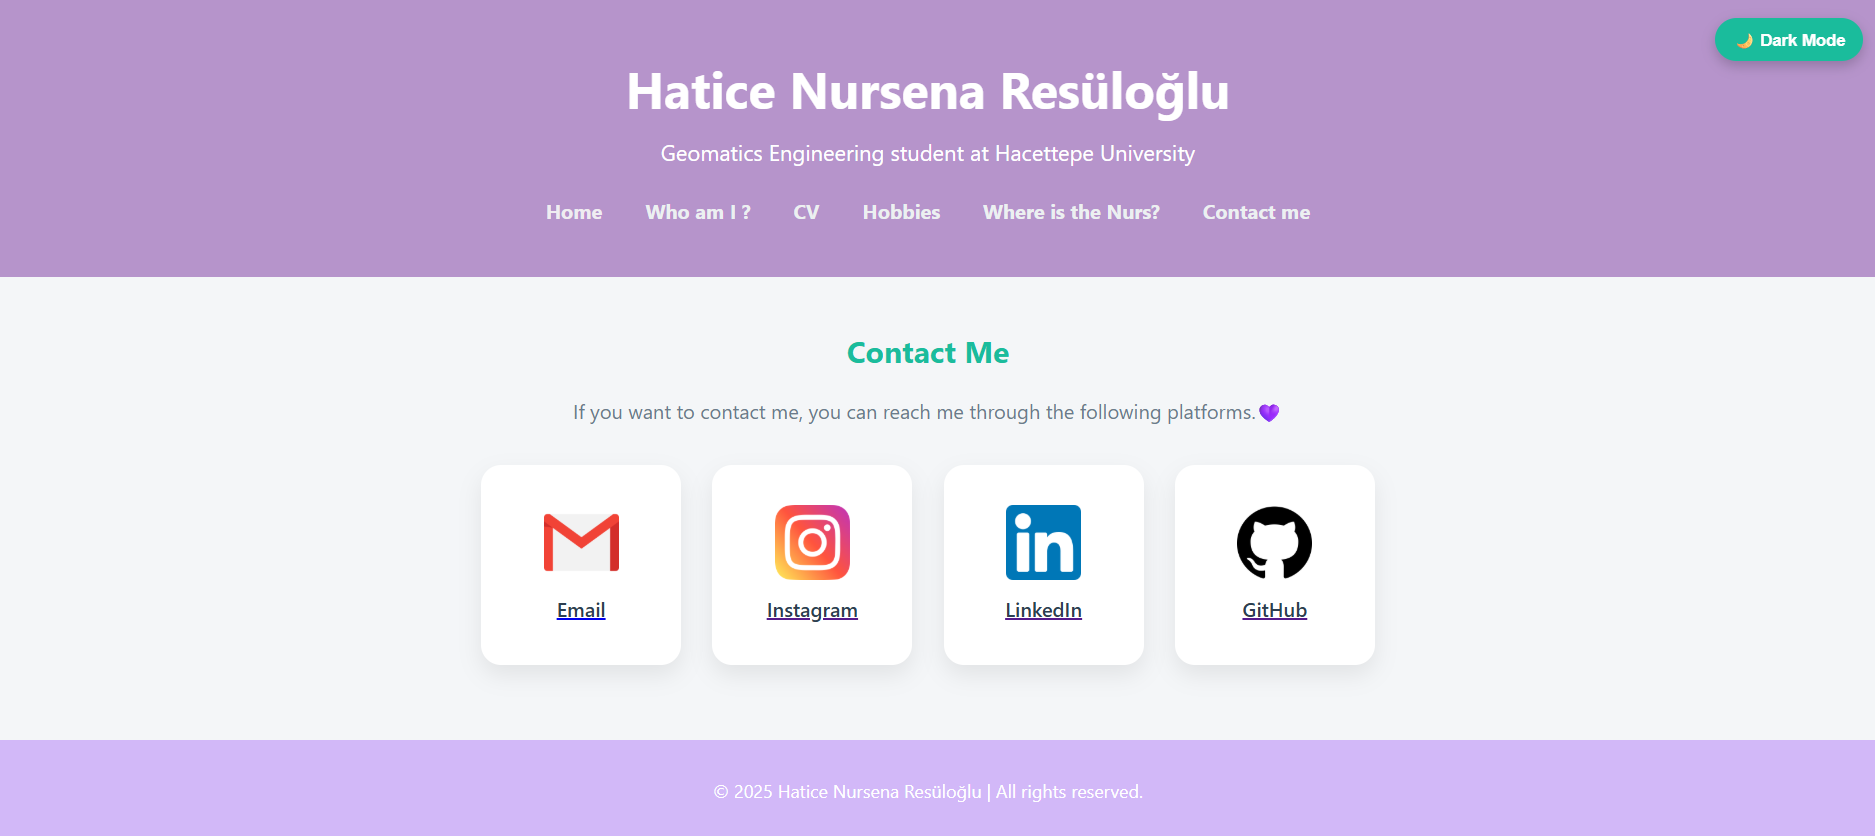 🌙 Dark Mode
Hatice Nursena Resüloğlu
Geomatics Engineering student at Hacettepe University
Home Who am I ? CV Hobbies Where is the Nurs? Contact me
Contact Me
If you want to contact me, you can reach me through the following platforms.💜
Email Instagram LinkedIn GitHub
© 2025 Hatice Nursena Resüloğlu | All rights reserved.